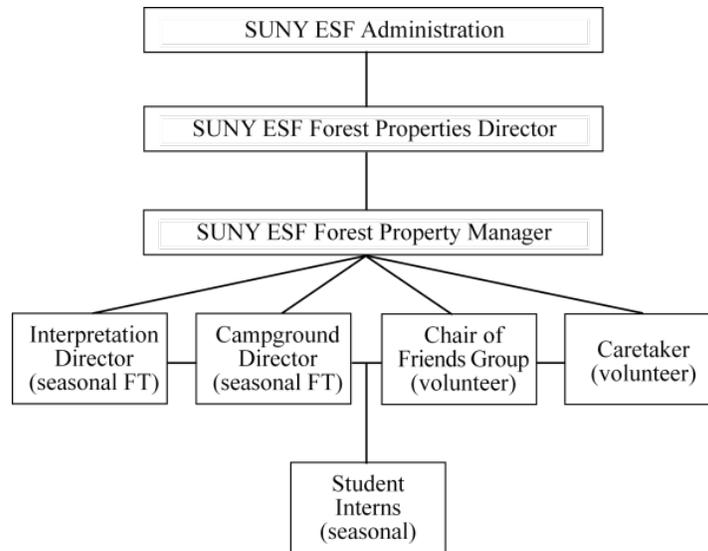 SUNY ESF Administration
SUNY ESF Forest Properties Director
SUNY ESF Forest Property Manager
Interpretation
Director
(seasonal FT)
Campground
Director
(seasonal FT)
Chair of
Friends Group
(volunteer)
Caretaker
(volunteer)
Student
Interns
(seasonal)